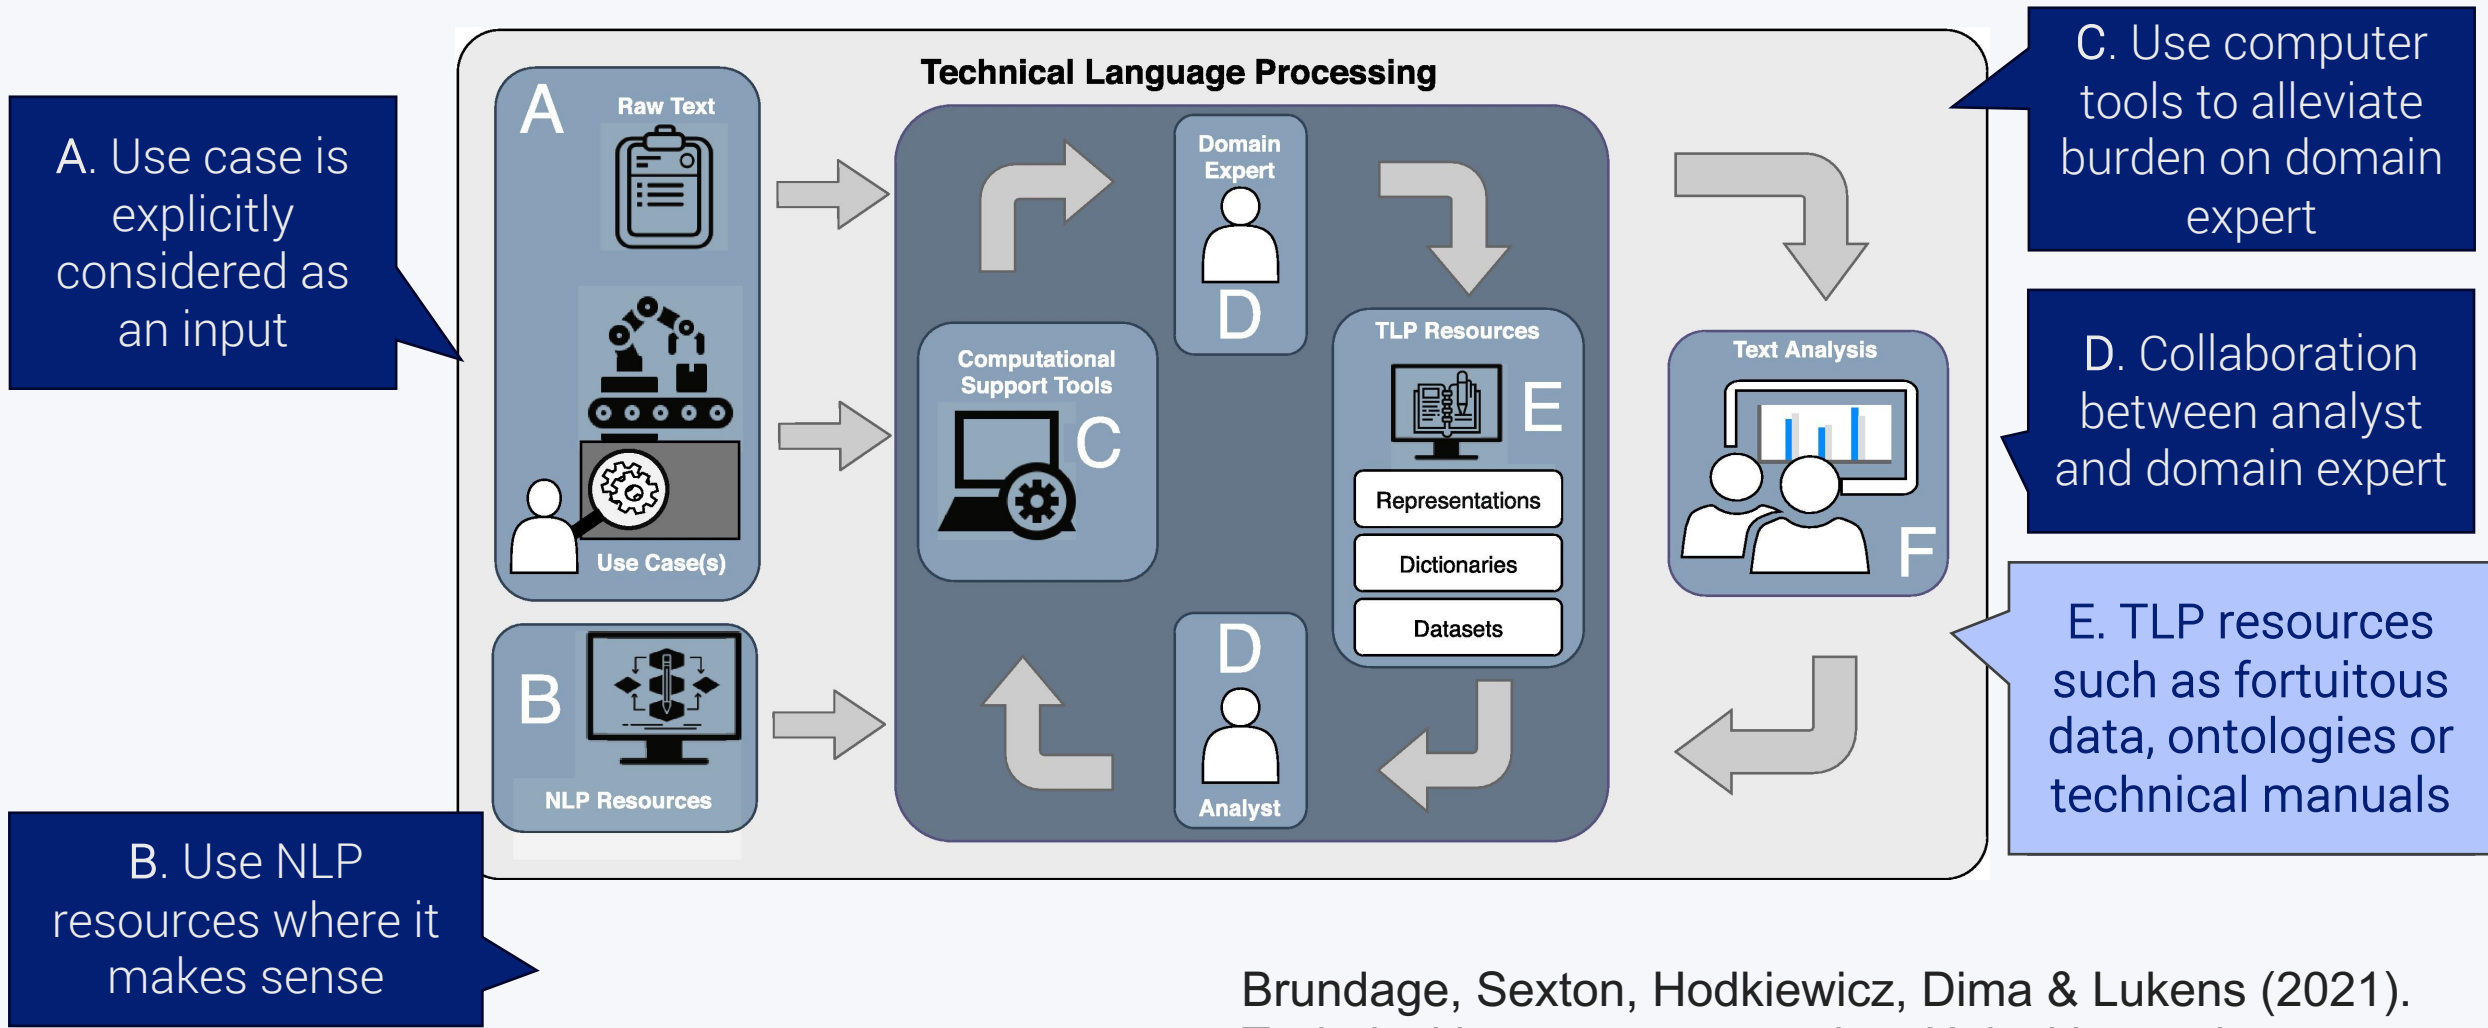 Technical Language Processing
A. Use case is
explicitly
considered as
an input
A
Raw Text
Use Case(s)
B
NLP Resources
B. Use NLP
resources where it
makes sense
Domain
Expert
D
Computational
Support Tools
C
TLP Resources
E
Representations
Dictionaries
Datasets
D
Analyst
Text Analysis
F
C. Use computer
tools to alleviate
burden on domain
expert
D. Collaboration
between analyst
and domain expert
E. TLP resources
such as fortuitous
data, ontologies or
technical manuals
Brundage, Sexton, Hodkiewicz, Dima & Lukens (2021).